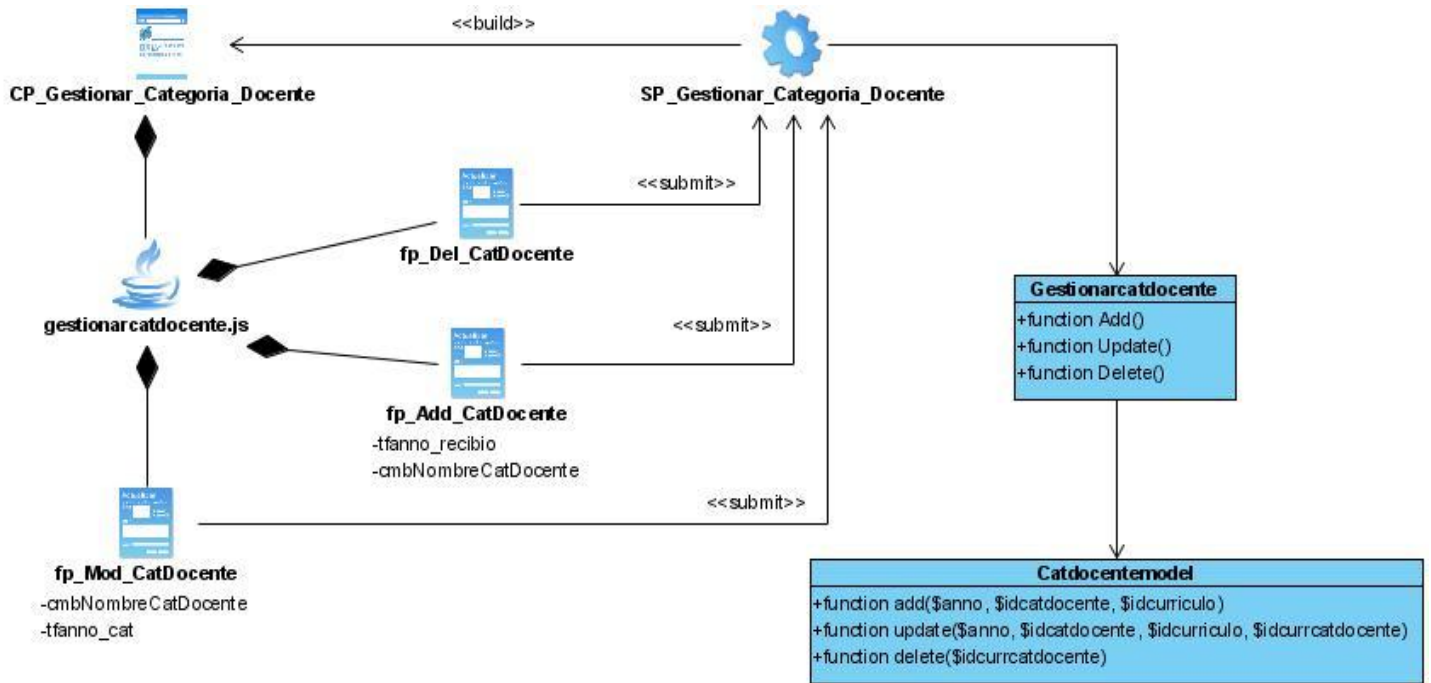 <<build>>
CP_Gestionar_Categoria_Docente
SP_Gestionar_Categoria_Docente
<<submit>>
fp_Del_CatDocente
gestionarcatdocente.js
<<submit>>
fp_Add_CatDocente
-tfanno_recibio
-cmbNombreCatDocente
<<submit>>
fp_Mod_CatDocente
-cmbNombreCatDocente
-tfanno_cat
Gestionarcatdocente
+function Add()
+function Update()
+function Delete()
Catdocentemodel
+function add($anno, $idcatdocente, $idcurriculo)
+function update($anno, $idcatdocente, $idcurriculo, $idcurrcatdocente)
+function delete($idcurrcatdocente)